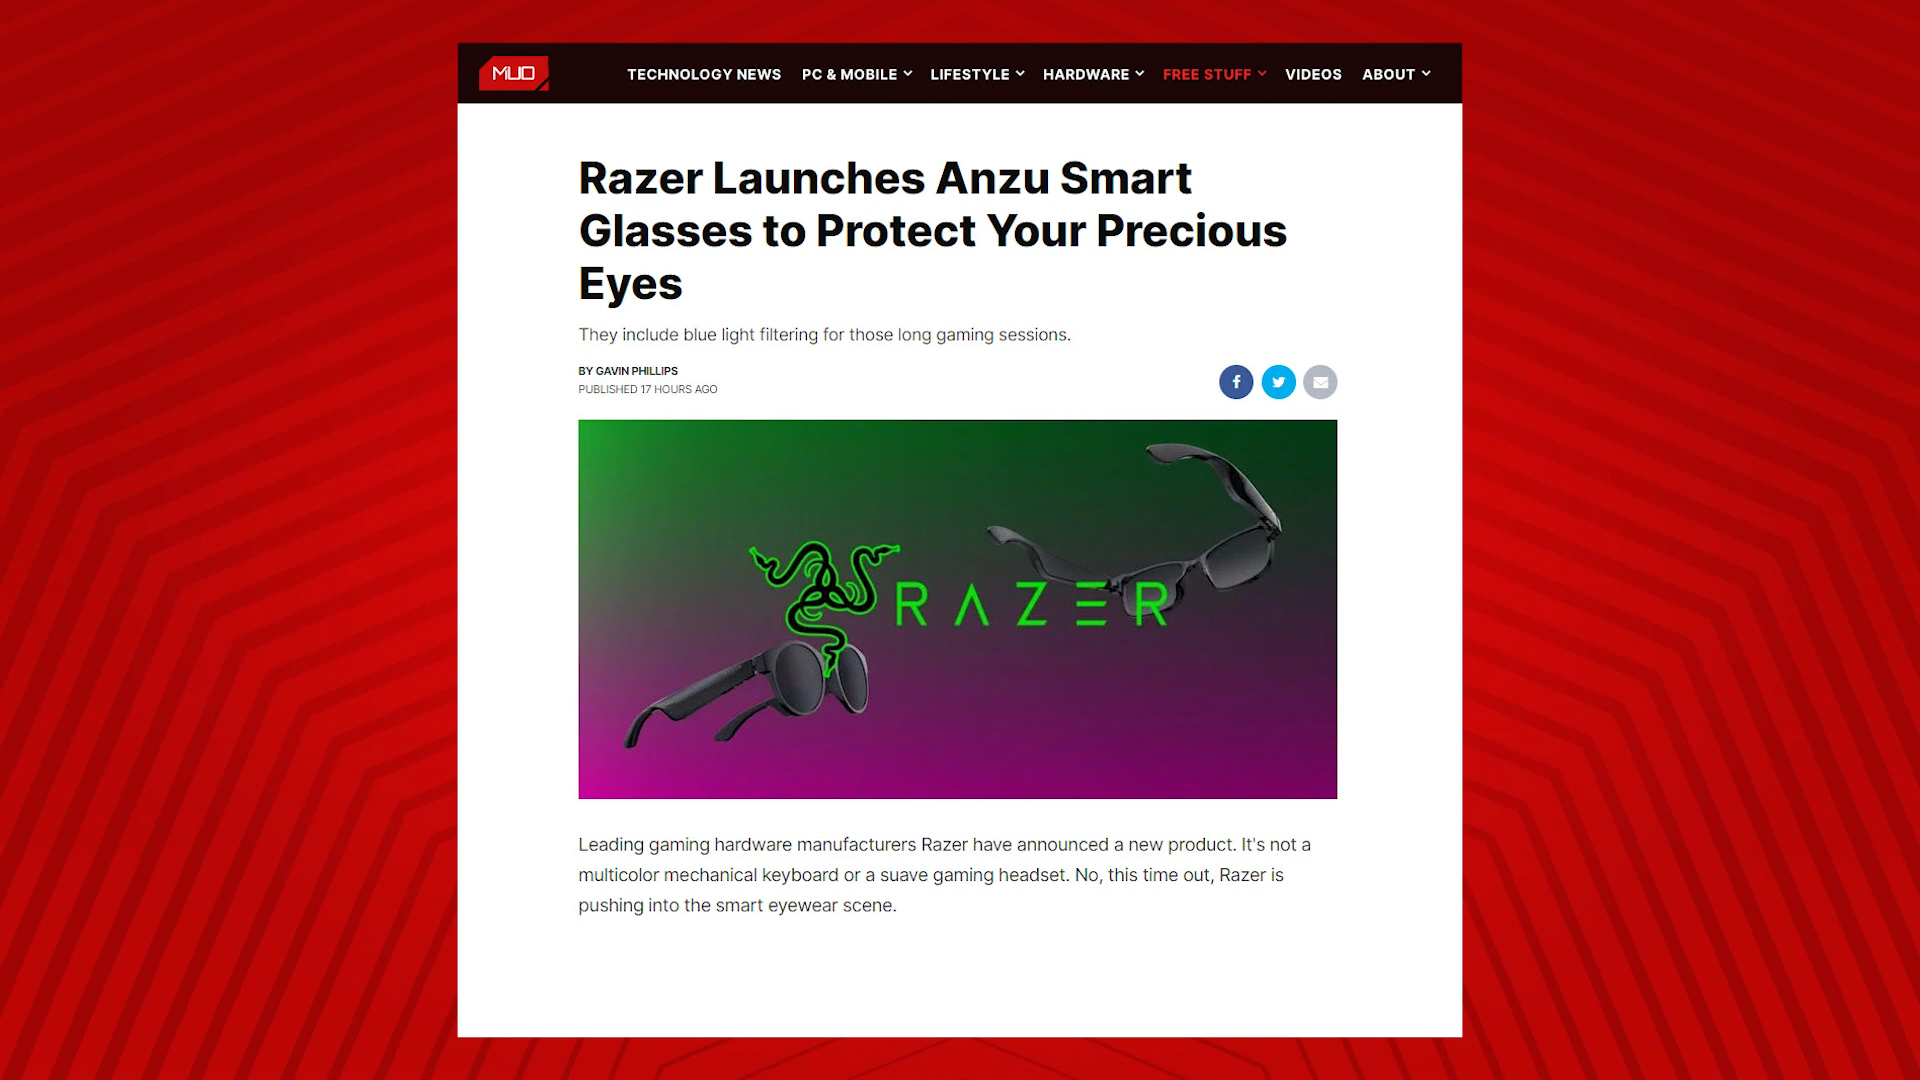 MUO
TECHNOLOGY NEWS PC & MOBILE LIFESTYLE HARDWARE FREE STUFF VIDEOS ABOUT
Razer Launches Anzu Smart
Glasses to Protect Your Precious
Eyes
They include blue light filtering for those long gaming sessions.
BY GAVIN PHILLIPS
PUBLISHED 17 HOURS AGO
RAZER
Leading gaming hardware manufacturers Razer have announced a new product. It's not a
multicolor mechanical keyboard or a suave gaming headset. No, this time out, Razer is
pushing into the smart eyewear scene.